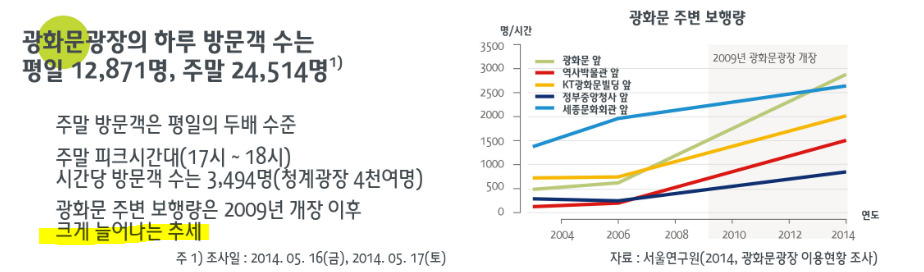 광화문광장의 하루 방문객 수는
평일 12,871명, 주말 24,514명1)
주말 방문객은 평일의 두배 수준
주말 피크시간대(17시 ~ 18시)
시간당 방문객 수는 3,494명(청계광장 4천여명)
광화문 주변 보행량은 2009년 개장 이후
크게 늘어나는 추세
주 1) 조사일 : 2014. 05. 16(금), 2014. 05. 17(토)
광화문 주변 보행량
명/시간
3500
3000
2500
2000
1500
1000
500
0
광화문 앞
역사박물관 앞
KT광화문빌딩 앞
정부중앙청사 앞
세종문화회관 앞
2009년 광화문광장 개장
2004 2006 2008 2010 2012 2014
연도
자료 : 서울연구원(2014, 광화문광장 이용현황 조사)